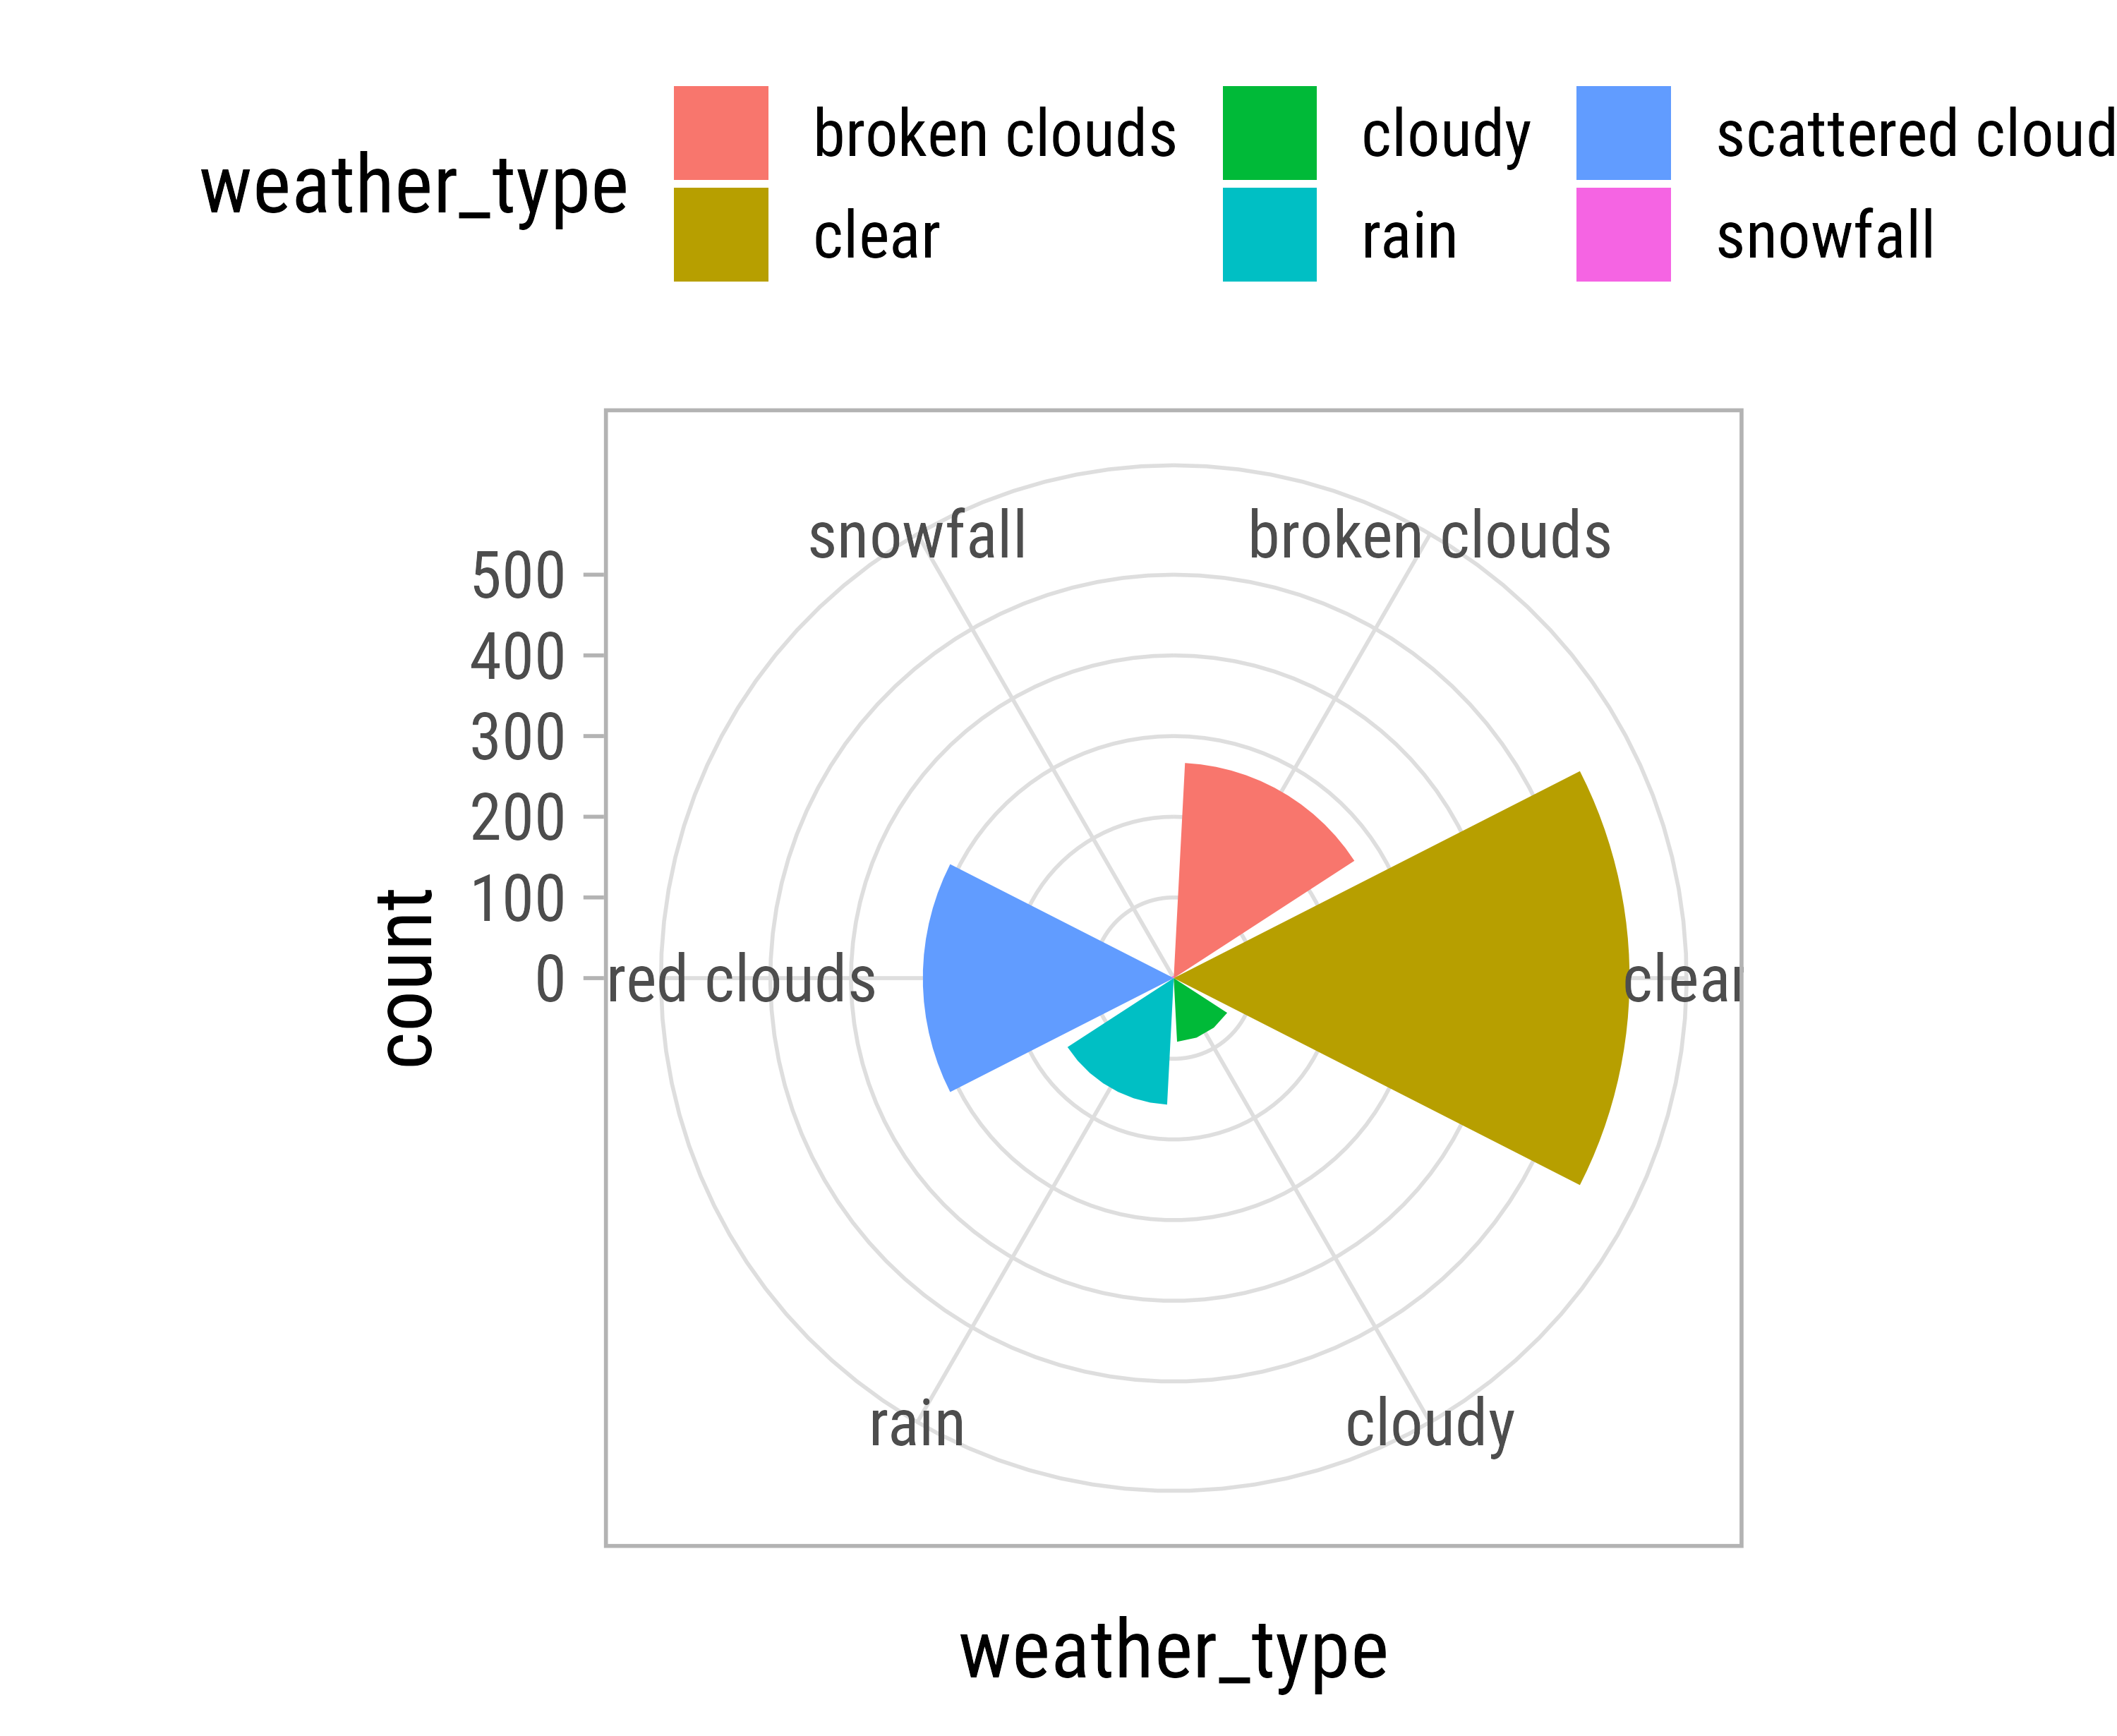 weather_type
broken clouds cloudy scattered cloud
clear rain snowfall
snowfall broken clouds
500
400
300
200
100
0
count
red clouds clear
rain cloudy
weather_type